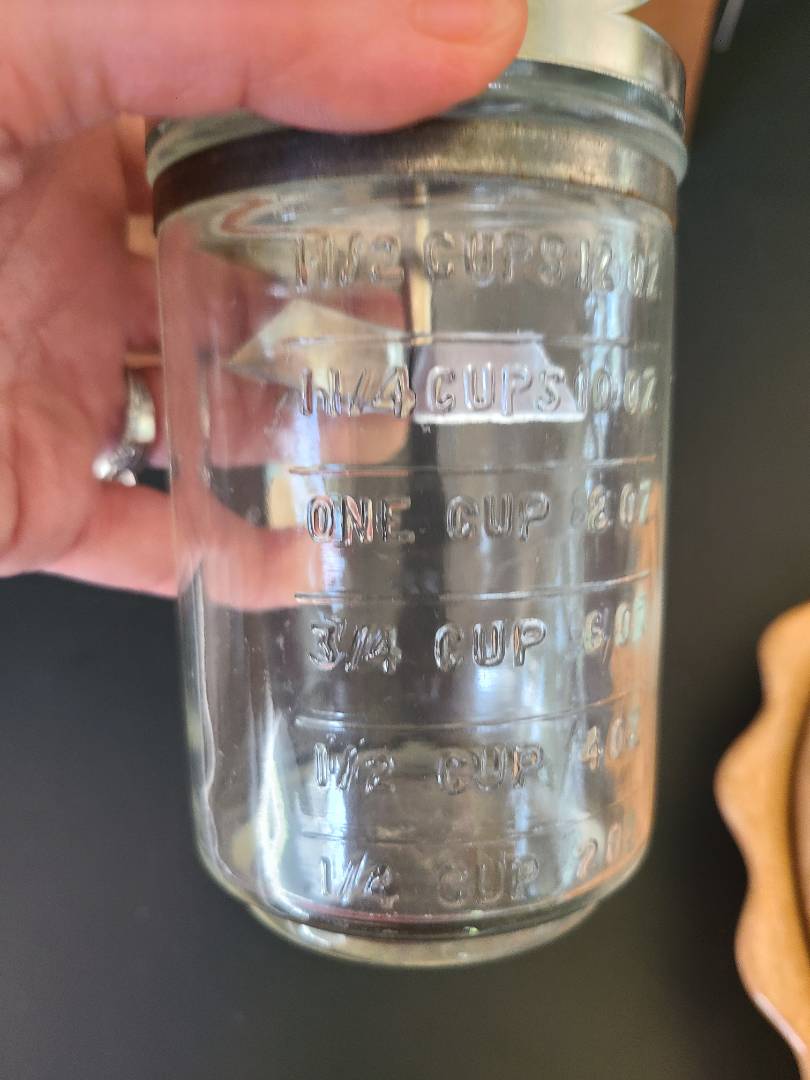 1 1/2 CUPS 12 OZ
1 1/4 CUPS 10 OZ
ONE CUP 8 OZ
3/4 CUP 6 OZ
1/2 CUP 4 OZ
1/4 CUP 2 OZ